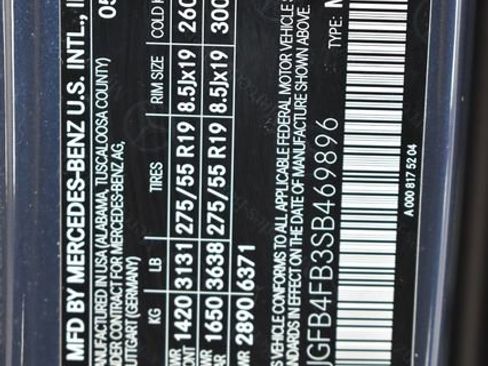 MFD BY MERCEDES-BENZ U.S. INTL.,
05
MANUFACTURED IN USA (ALABAMA, TUSCALOOSA COUNTY)
UNDER CONTRACT FOR MERCEDES-BENZ AG,
STUTTGART (GERMANY)
KG LB TIRES RIM SIZE COLD
1420 3131 275/55 R19 8.5Jx19 260
1650 3638 275/55 R19 8.5Jx19 300
2890 6371
VEHICLE CONFORMS TO ALL APPLICABLE FEDERAL MOTOR VEHICLE
STANDARDS IN EFFECT ON THE DATE OF MANUFACTURE SHOWN ABOVE.
JGFB4FB3SB469896 TYPE:
A 000 817 52 04